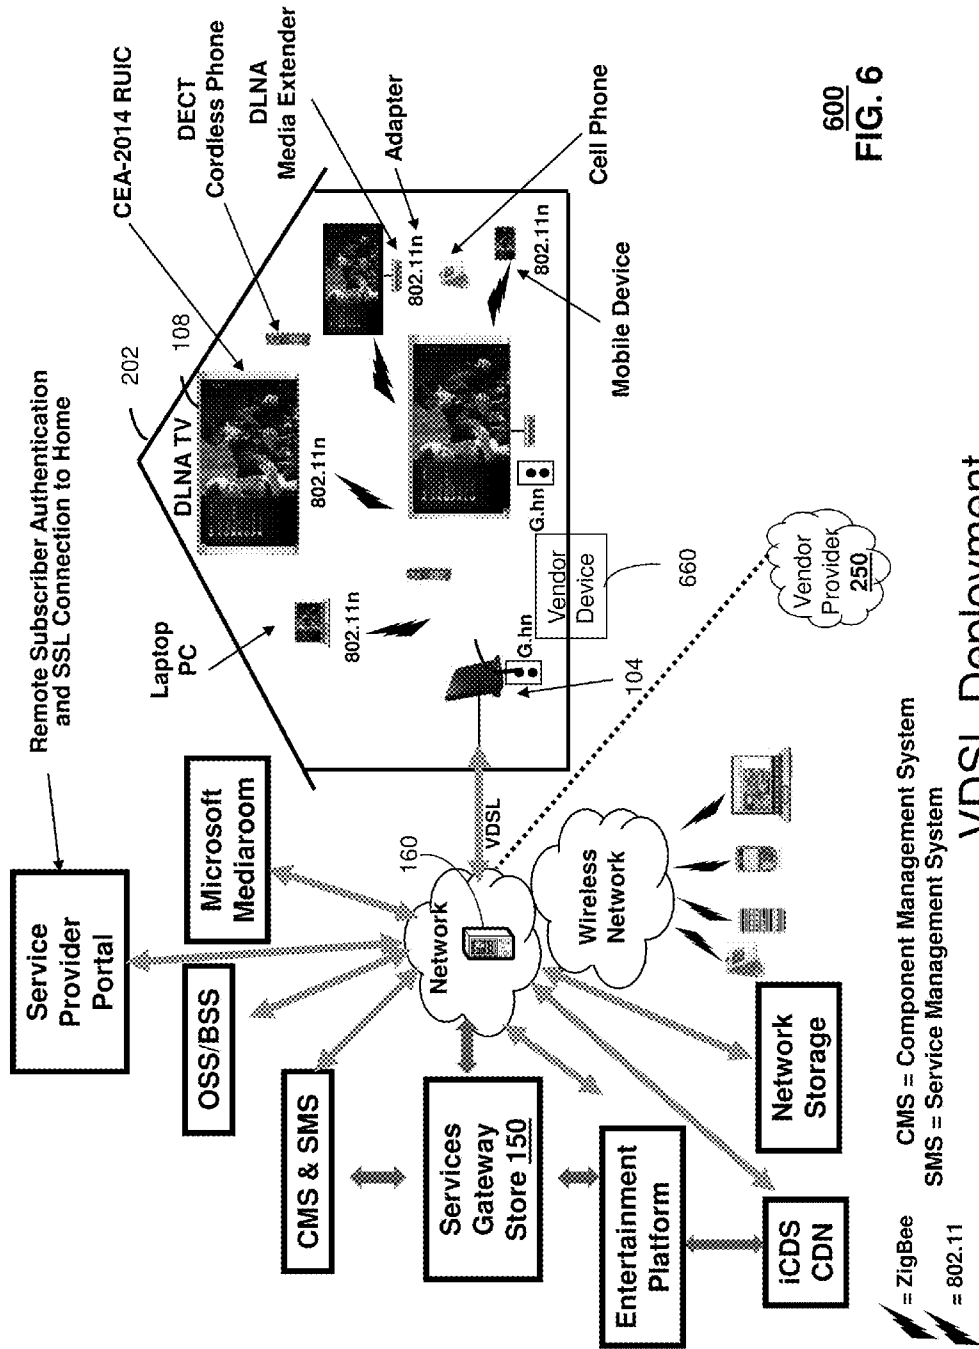 Remote Subscriber Authentication
and SSL Connection to Home
Service
Provider
Portal
Microsoft
Mediaroom
OSS/BSS
CMS & SMS
Services
Gateway
Store 150
Entertainment
Platform
iCDS
CDN
Network
Storage
Network
160
VDSL
Wireless
Network
Vendor
Provider
250
202
108
DLNA TV
CEA-2014 RUIC
DECT
Cordless Phone
DLNA
Media Extender
Adapter
Cell Phone
Mobile Device
Laptop
PC
802.11n
802.11n
802.11n
802.11n
G.hn
G.hn
Vendor
Device
660
104
= ZigBee
= 802.11
CMS = Component Management System
SMS = Service Management System
VDSL Deployment
600
FIG. 6